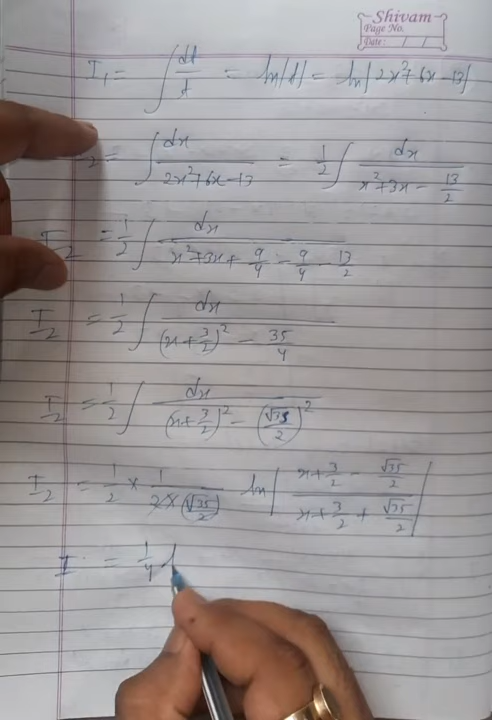 Shivam
Page No.
Date: / /
I₁ = ∫ dt/t = ln|t| = ln|2x²+6x-13|
₂ = ∫ dx/(2x²+6x-13) = 1/2 ∫ dx/(x²+3x - 13/2)
I₂ = 1/2 ∫ dx/(x²+3x + 9/4 - 9/4 - 13/2)
I₂ = 1/2 ∫ dx/((x+3/2)² - 35/4)
I₂ = 1/2 ∫ dx/((x+3/2)² - (√35/2)²)
I₂ = 1/2 × 1/(2×(√35/2)) ln|(x+3/2 - √35/2)/(x+3/2 + √35/2)|
I = 1/4